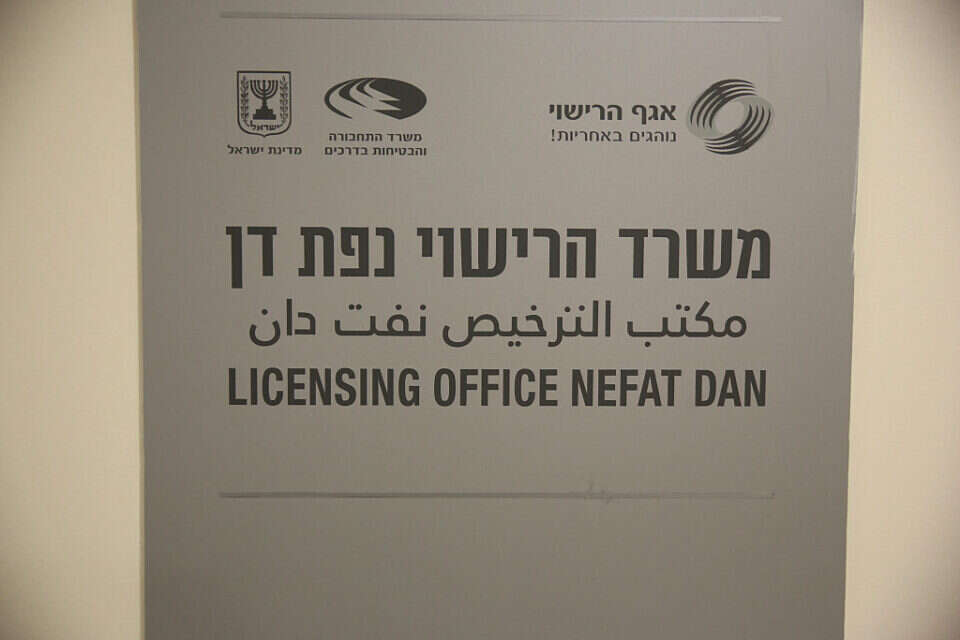 אגף הרישוי
נוהגים באחריות!
משרד התחבורה
והבטיחות בדרכים
ישראל
מדינת ישראל
משרד הרישוי נפת דן
مكتب الترخيص نفت دان
LICENSING OFFICE NEFAT DAN